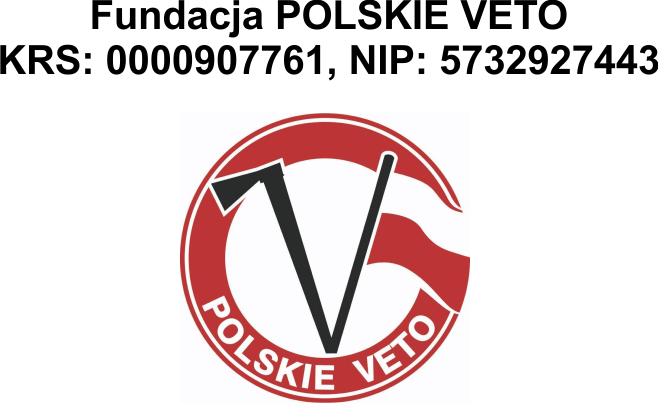 Fundacja POLSKIE VETO
KRS: 0000907761, NIP: 5732927443
POLSKIE VETO